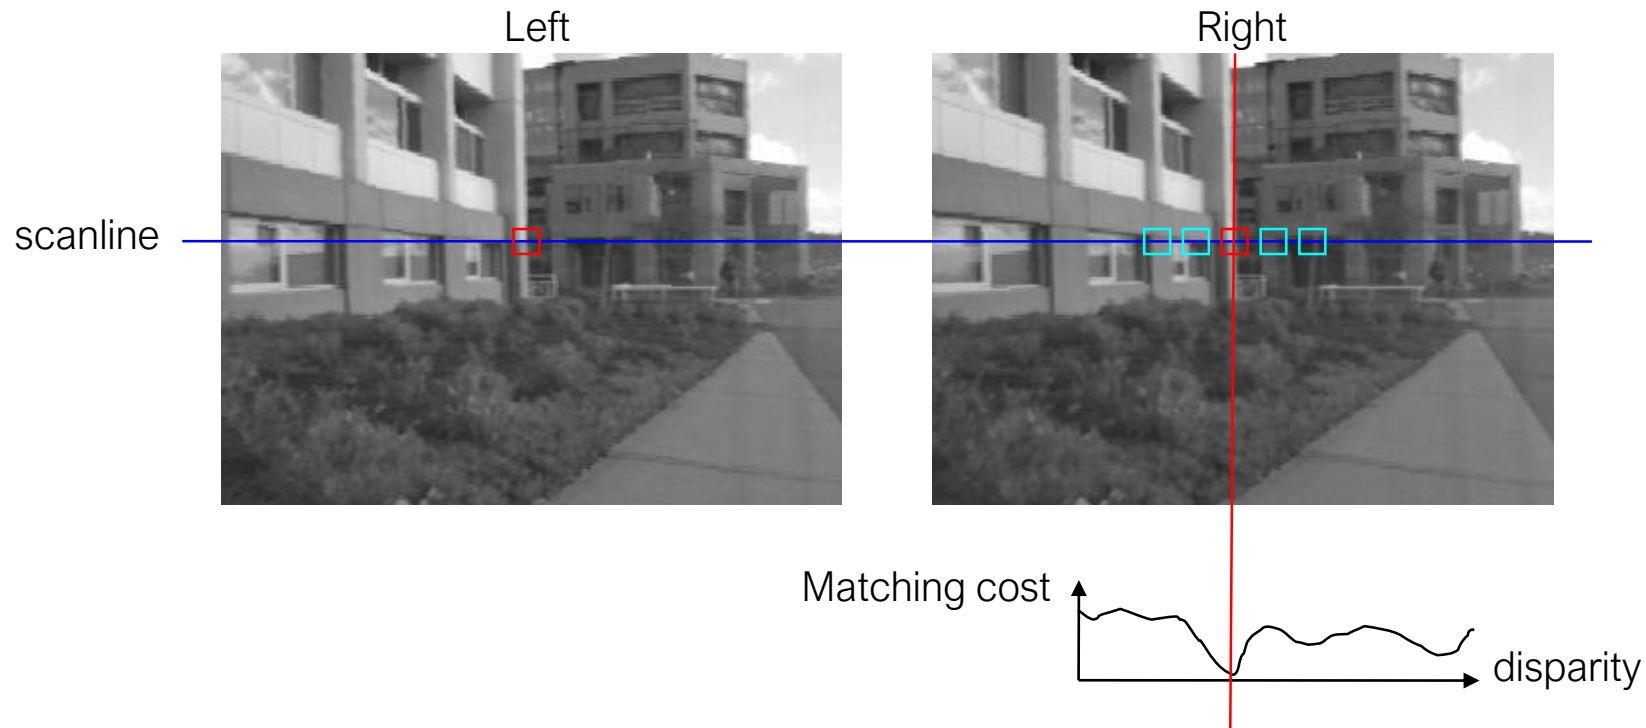 Left
Right
scanline
Matching cost
disparity